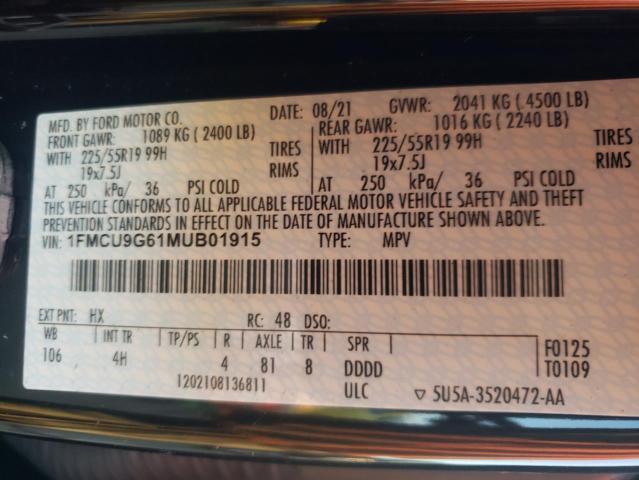 MFD. BY FORD MOTOR CO. DATE: 08/21 GVWR: 2041 KG ( .4500 LB)
FRONT GAWR: 1089 KG ( 2400 LB) REAR GAWR: 1016 KG ( 2240 LB)
WITH 225/55R19 99H TIRES WITH 225/55R19 99H TIRES
19x7.5J RIMS 19x7.5J RIMS
AT 250 kPa/ 36 PSI COLD AT 250 kPa/ 36 PSI COLD
THIS VEHICLE CONFORMS TO ALL APPLICABLE FEDERAL MOTOR VEHICLE SAFETY AND THEFT
PREVENTION STANDARDS IN EFFECT ON THE DATE OF MANUFACTURE SHOWN ABOVE.
VIN: 1FMCU9G61MUB01915 TYPE: MPV
EXT PNT: HX RC: 48 DSO:
WB INT TR TP/PS R AXLE TR SPR F0125
106 4H 4 81 8 DDDD T0109
1202108136811 ULC ▽ 5U5A-3520472-AA